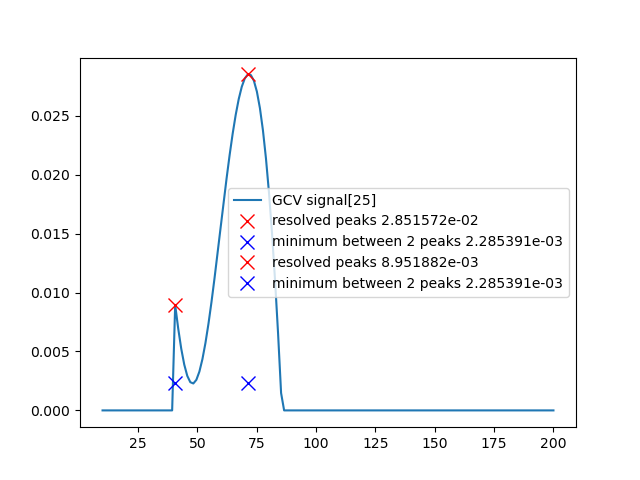 0.025
0.020
0.015
0.010
0.005
0.000
GCV signal[25]
resolved peaks 2.851572e-02
minimum between 2 peaks 2.285391e-03
resolved peaks 8.951882e-03
minimum between 2 peaks 2.285391e-03
25 50 75 100 125 150 175 200